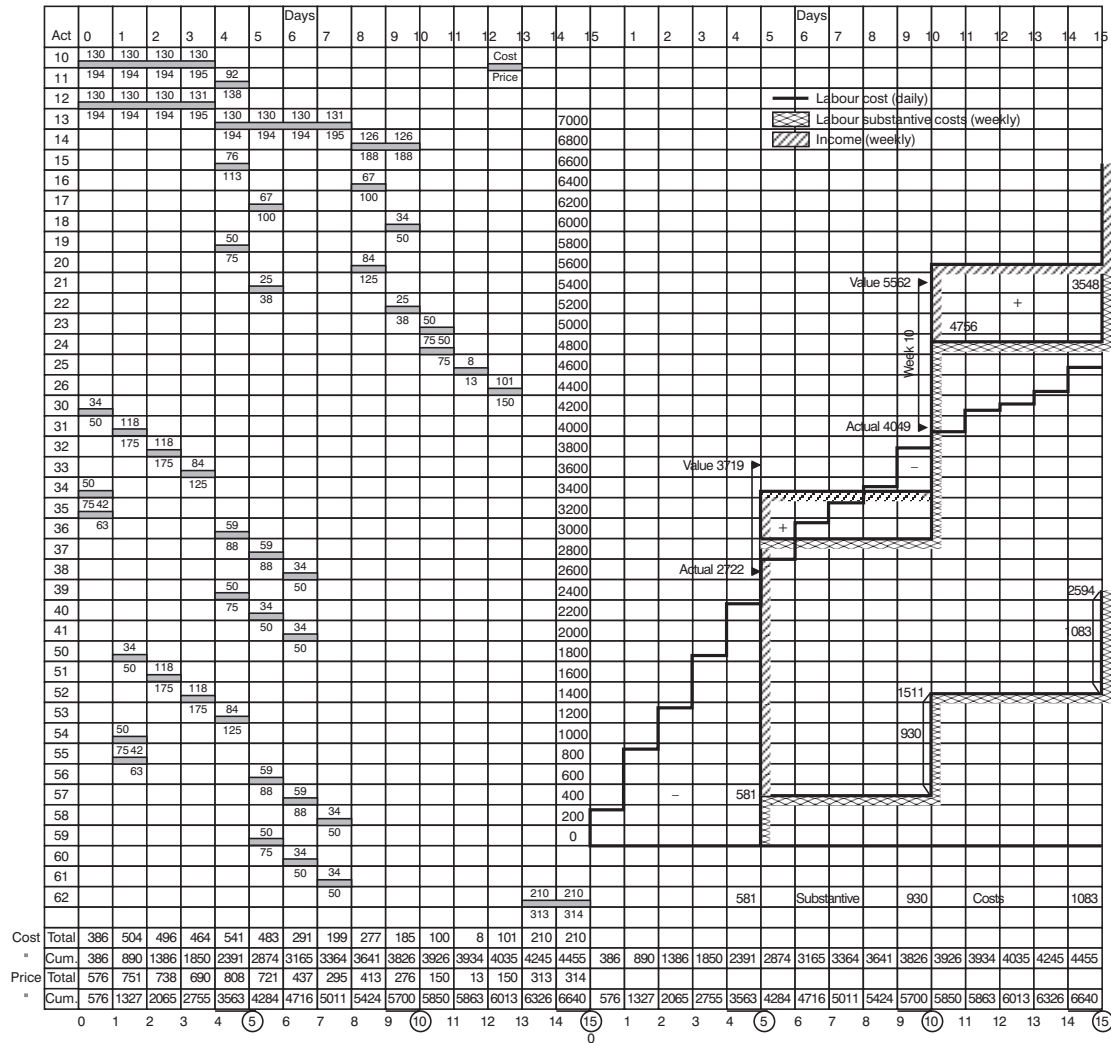 Days Days
Act 0 1 2 3 4 5 6 7 8 9 10 11 12 13 14 15 1 2 3 4 5 6 7 8 9 10 11 12 13 14 15
10 130 130 130 130 Cost
11 194 194 194 195 92 Price
12 130 130 130 131 138 Labour cost (daily)
13 194 194 194 195 130 130 130 131 7000 Labour substantive costs (weekly)
14 194 194 194 195 126 126 6800 Income (weekly)
15 76 188 188 6600
16 113 67 6400
17 67 100 6200
18 100 34 6000
19 50 50 5800
20 75 84 5600
21 25 125 5400 Value 5562 3548
22 38 25 5200 +
23 38 50 5000 4756
24 75 50 4800
25 75 8 4600 Week 10
26 13 101 4400
30 34 150 4200
31 50 118 4000 Actual 4049
32 175 118 3800
33 175 84 3600 Value 3719 –
34 50 125 3400
35 75 42 3200
36 63 59 3000 +
37 88 59 2800
38 88 34 2600 Actual 2722
39 50 50 2400 2594
40 75 34 2200
41 50 34 2000 1083
50 34 50 1800
51 50 118 1600
52 175 118 1400 1511
53 175 84 1200
54 50 125 1000 930
55 75 42 800
56 63 59 600
57 88 59 400 – 581
58 88 34 200
59 50 50 0
60 75 34
61 50 34
62 50 210 210 581 Substantive 930 Costs 1083
313 314
Cost Total 386 504 496 464 541 483 291 199 277 185 100 8 101 210 210
" Cum. 386 890 1386 1850 2391 2874 3165 3364 3641 3826 3926 3934 4035 4245 4455 386 890 1386 1850 2391 2874 3165 3364 3641 3826 3926 3934 4035 4245 4455
Price Total 576 751 738 690 808 721 437 295 413 276 150 13 150 313 314
" Cum. 576 1327 2065 2755 3563 4284 4716 5011 5424 5700 5850 5863 6013 6326 6640 576 1327 2065 2755 3563 4284 4716 5011 5424 5700 5850 5863 6013 6326 6640
0 1 2 3 4 5 6 7 8 9 10 11 12 13 14 15 1 2 3 4 5 6 7 8 9 10 11 12 13 14 15
0